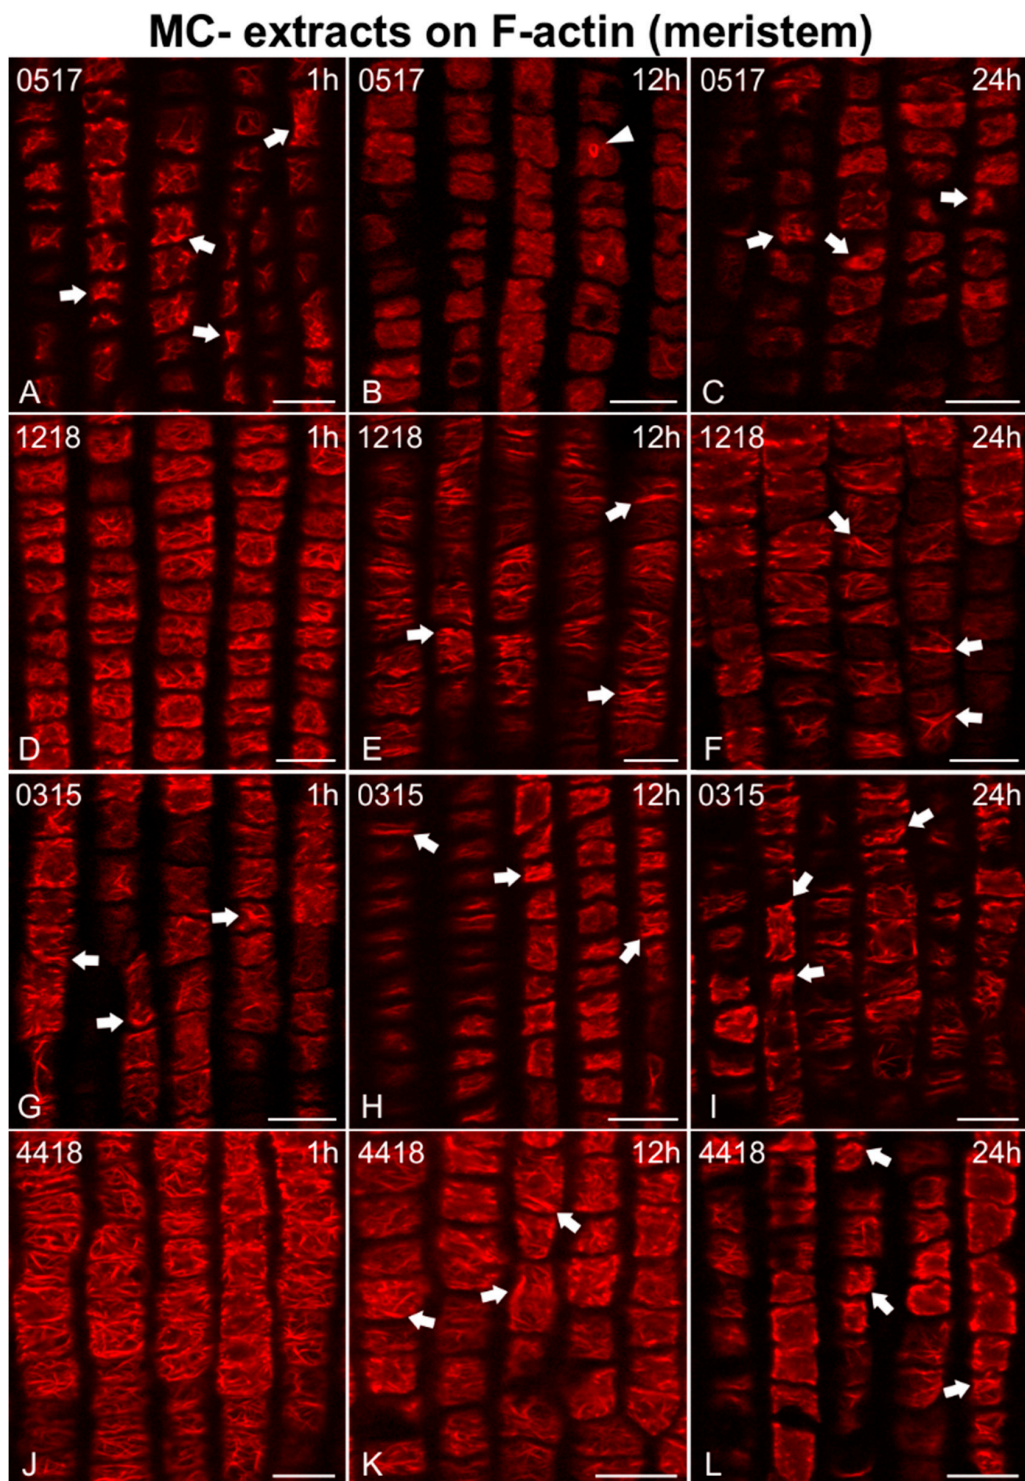 MC- extracts on F-actin (meristem)
0517 1h
0517 12h
0517 24h
A
B
C
1218 1h
1218 12h
1218 24h
D
E
F
0315 1h
0315 12h
0315 24h
G
H
I
4418 1h
4418 12h
4418 24h
J
K
L